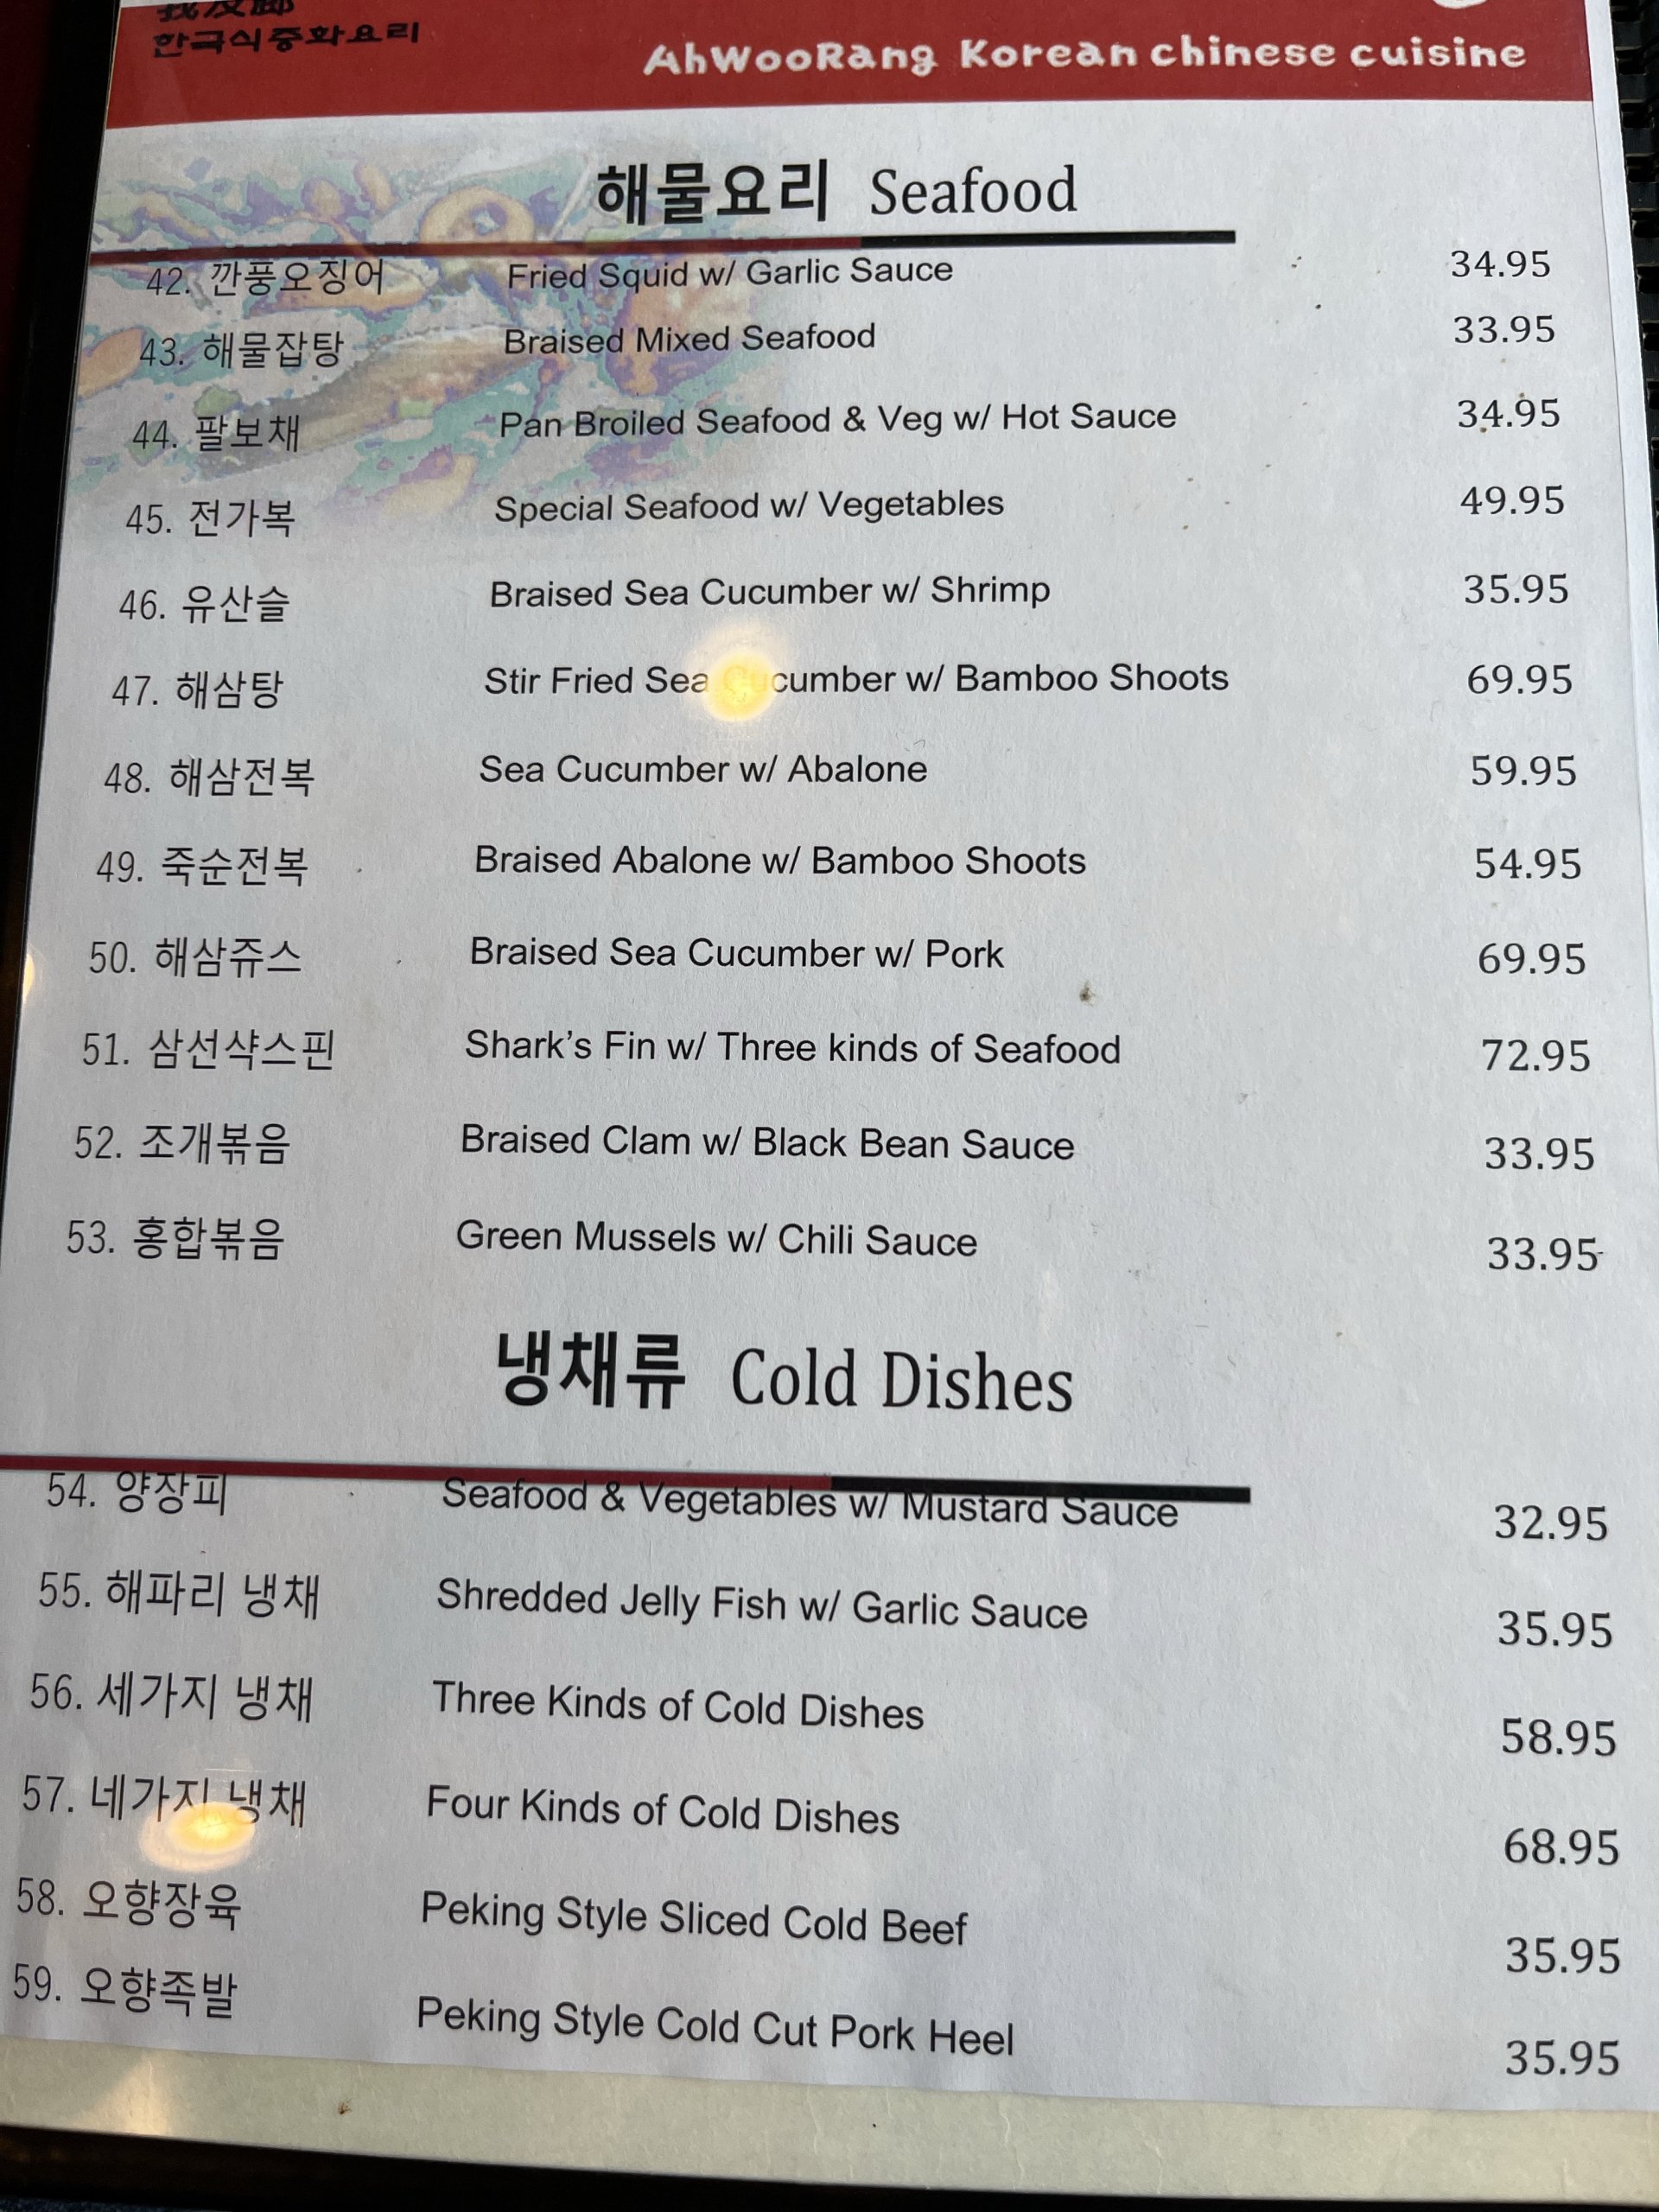 한국식중화요리
AhWooRang Korean chinese cuisine
해물요리 Seafood
42. 깐풍오징어 Fried Squid w/ Garlic Sauce 34.95
43. 해물잡탕 Braised Mixed Seafood 33.95
44. 팔보채 Pan Broiled Seafood & Veg w/ Hot Sauce 34.95
45. 전가복 Special Seafood w/ Vegetables 49.95
46. 유산슬 Braised Sea Cucumber w/ Shrimp 35.95
47. 해삼탕 Stir Fried Sea Cucumber w/ Bamboo Shoots 69.95
48. 해삼전복 Sea Cucumber w/ Abalone 59.95
49. 죽순전복 Braised Abalone w/ Bamboo Shoots 54.95
50. 해삼쥬스 Braised Sea Cucumber w/ Pork 69.95
51. 삼선샥스핀 Shark's Fin w/ Three kinds of Seafood 72.95
52. 조개볶음 Braised Clam w/ Black Bean Sauce 33.95
53. 홍합볶음 Green Mussels w/ Chili Sauce 33.95
냉채류 Cold Dishes
54. 양장피 Seafood & Vegetables w/ Mustard Sauce 32.95
55. 해파리 냉채 Shredded Jelly Fish w/ Garlic Sauce 35.95
56. 세가지 냉채 Three Kinds of Cold Dishes 58.95
57. 네가지 냉채 Four Kinds of Cold Dishes 68.95
58. 오향장육 Peking Style Sliced Cold Beef 35.95
59. 오향족발 Peking Style Cold Cut Pork Heel 35.95